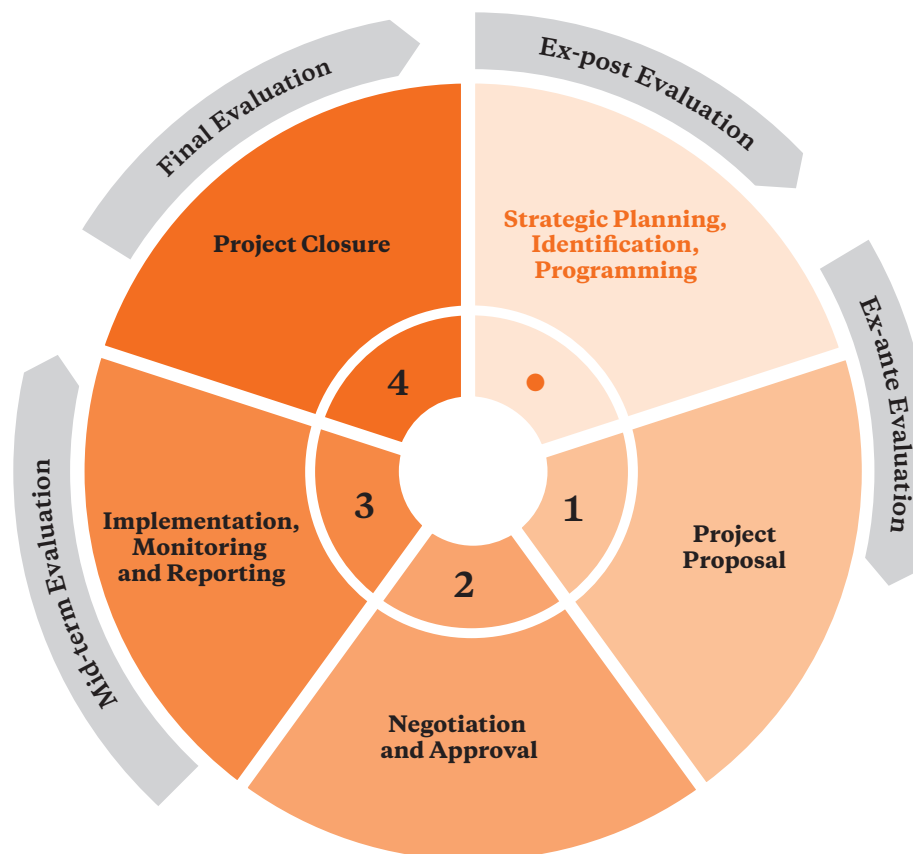 Ex-post Evaluation
Final Evaluation
Strategic Planning,
Identification,
Programming
Project Closure
Ex-ante Evaluation
4
1
3
Implementation,
Monitoring
and Reporting
Project
Proposal
2
Mid-term Evaluation
Negotiation
and Approval